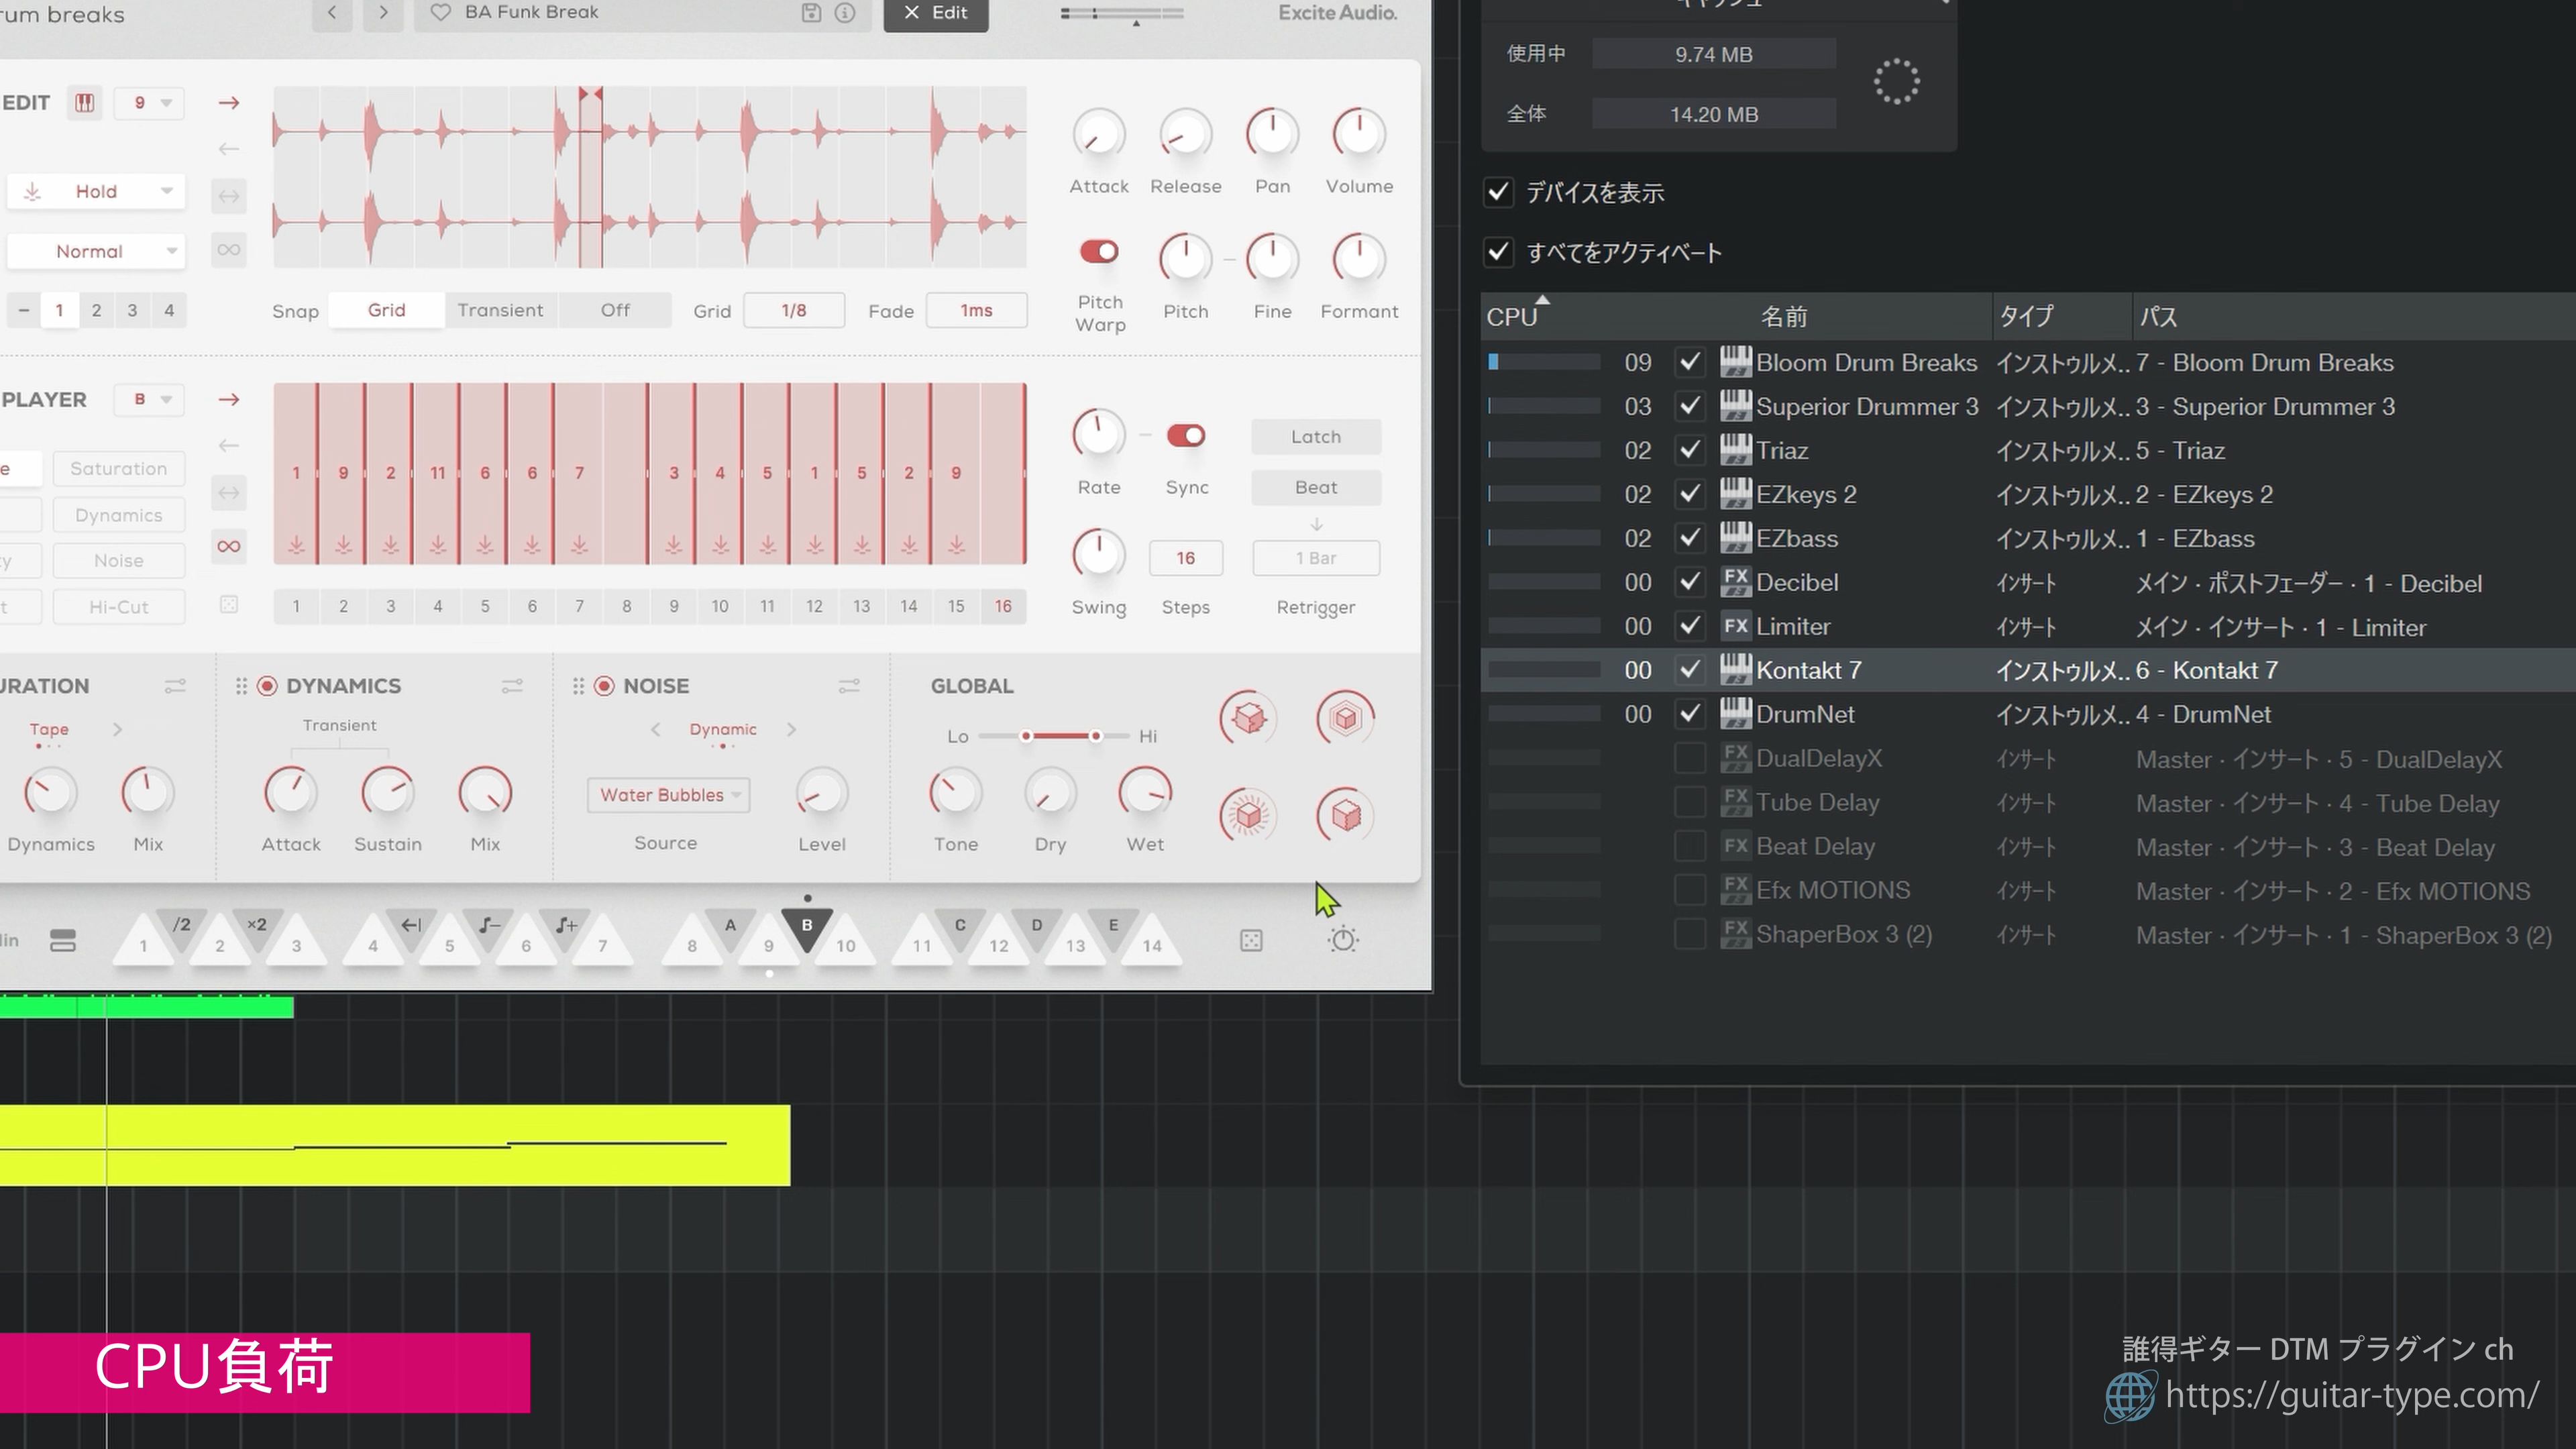 rum breaks
BA Funk Break
Edit
Excite Audio.
EDIT 9
Hold
Normal
− 1 2 3 4
Snap Grid Transient Off Grid 1/8 Fade 1ms
Attack Release Pan Volume
Pitch Warp Pitch Fine Formant
PLAYER B
e Saturation
Dynamics
y Noise
t Hi-Cut
1 9 2 11 6 6 7 3 4 5 1 5 2 9
1 2 3 4 5 6 7 8 9 10 11 12 13 14 15 16
Rate Sync Latch
Beat
Swing 16 Steps 1 Bar Retrigger
URATION
Tape
Dynamics Mix
DYNAMICS
Transient
Attack Sustain Mix
NOISE
Dynamic
Water Bubbles
Source Level
GLOBAL
Lo Hi
Tone Dry Wet
in
/2 ×2 A B C D E
1 2 3 4 5 6 7 8 9 10 11 12 13 14
使用中 9.74 MB
全体 14.20 MB
デバイスを表示
すべてをアクティベート
CPU 名前 タイプ パス
09 Bloom Drum Breaks インストゥルメ.. 7 - Bloom Drum Breaks
03 Superior Drummer 3 インストゥルメ.. 3 - Superior Drummer 3
02 Triaz インストゥルメ.. 5 - Triaz
02 EZkeys 2 インストゥルメ.. 2 - EZkeys 2
02 EZbass インストゥルメ.. 1 - EZbass
00 FX Decibel インサート メイン · ポストフェーダー · 1 - Decibel
00 FX Limiter インサート メイン · インサート · 1 - Limiter
00 Kontakt 7 インストゥルメ.. 6 - Kontakt 7
00 DrumNet インストゥルメ.. 4 - DrumNet
FX DualDelayX インサート Master · インサート · 5 - DualDelayX
FX Tube Delay インサート Master · インサート · 4 - Tube Delay
FX Beat Delay インサート Master · インサート · 3 - Beat Delay
FX Efx MOTIONS インサート Master · インサート · 2 - Efx MOTIONS
FX ShaperBox 3 (2) インサート Master · インサート · 1 - ShaperBox 3 (2)
CPU負荷
誰得ギター DTM プラグイン ch
https://guitar-type.com/